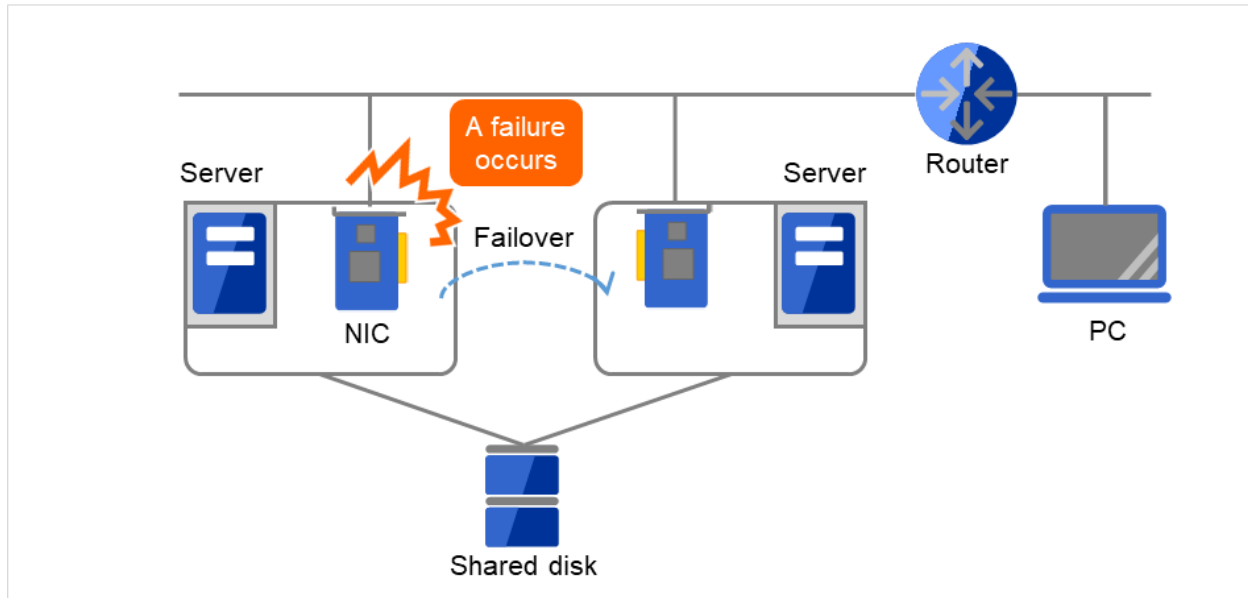 A failure
occurs
Router
Server
Server
Failover
NIC
PC
Shared disk